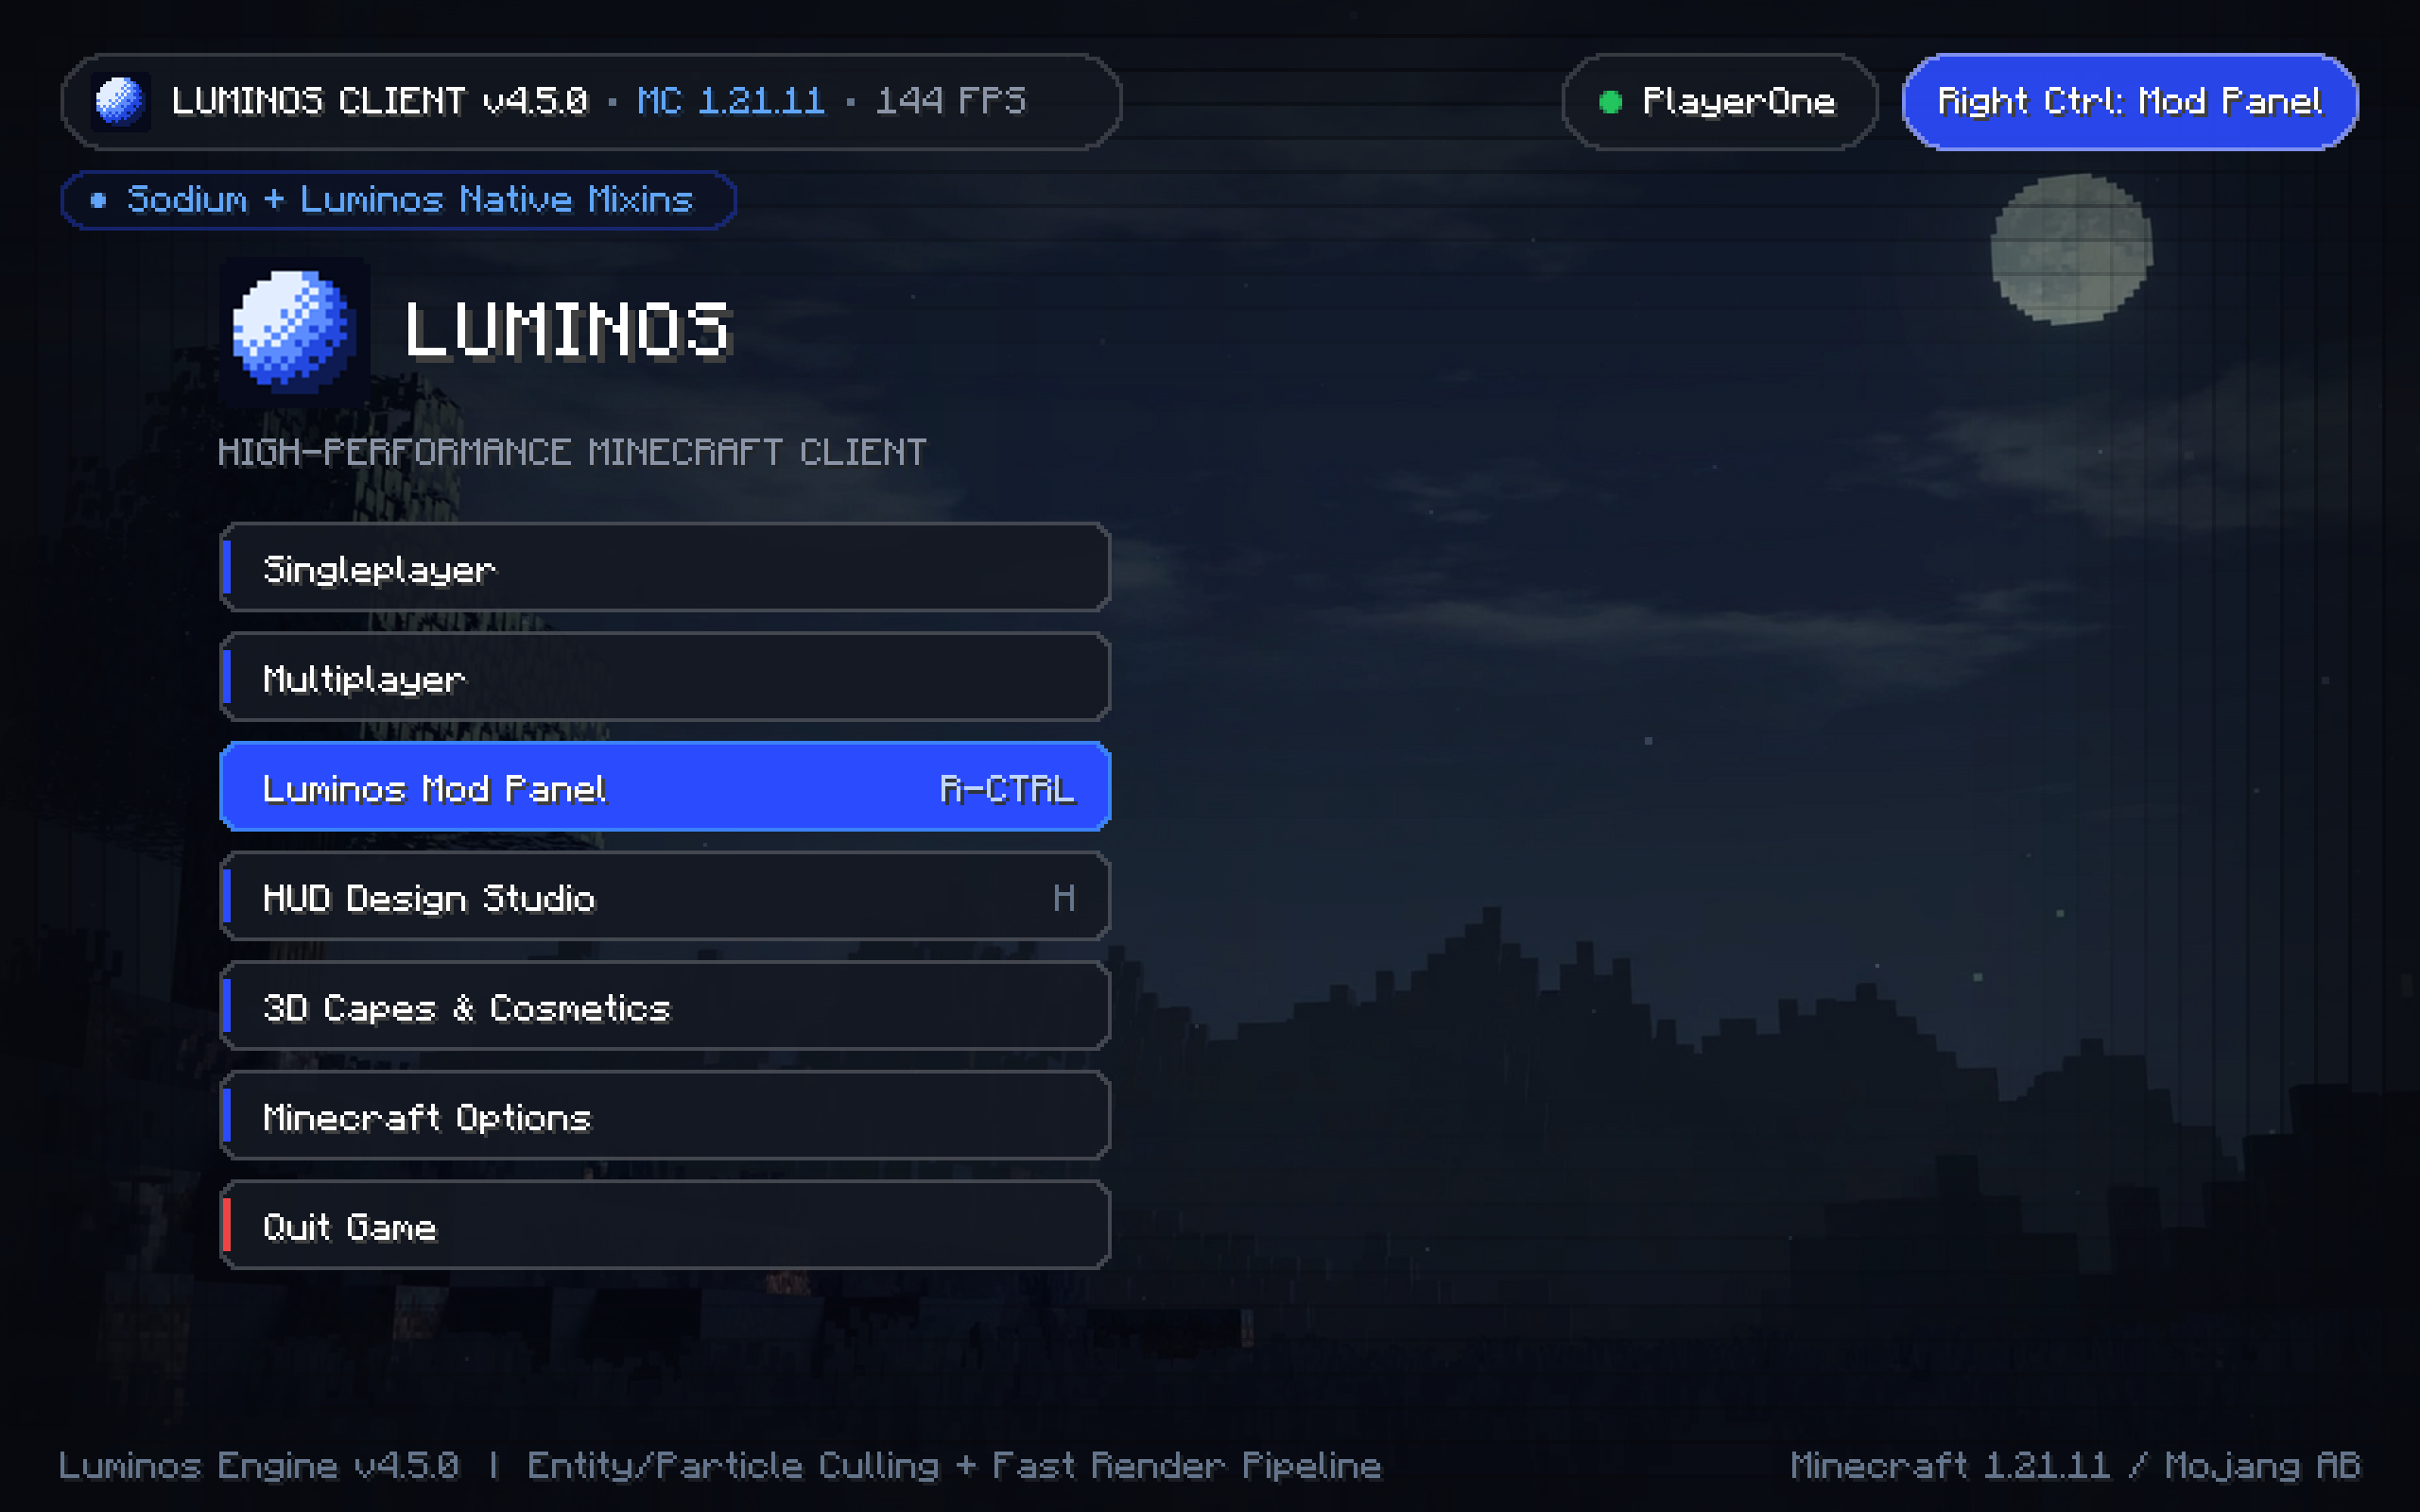 LUMINOS CLIENT v4.5.0 · MC 1.21.11 · 144 FPS
PlayerOne
Right Ctrl: Mod Panel
Sodium + Luminos Native Mixins
LUMINOS
HIGH-PERFORMANCE MINECRAFT CLIENT
Singleplayer
Multiplayer
Luminos Mod Panel R-CTRL
HUD Design Studio H
3D Capes & Cosmetics
Minecraft Options
Quit Game
Luminos Engine v4.5.0 | Entity/Particle Culling + Fast Render Pipeline
Minecraft 1.21.11 / Mojang AB